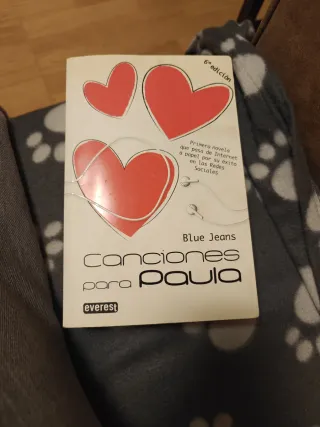 6ª edición
Primera novela
que pasa de Internet
a papel por su éxito
en las Redes
Sociales
Blue Jeans
Canciones
para Paula
everest